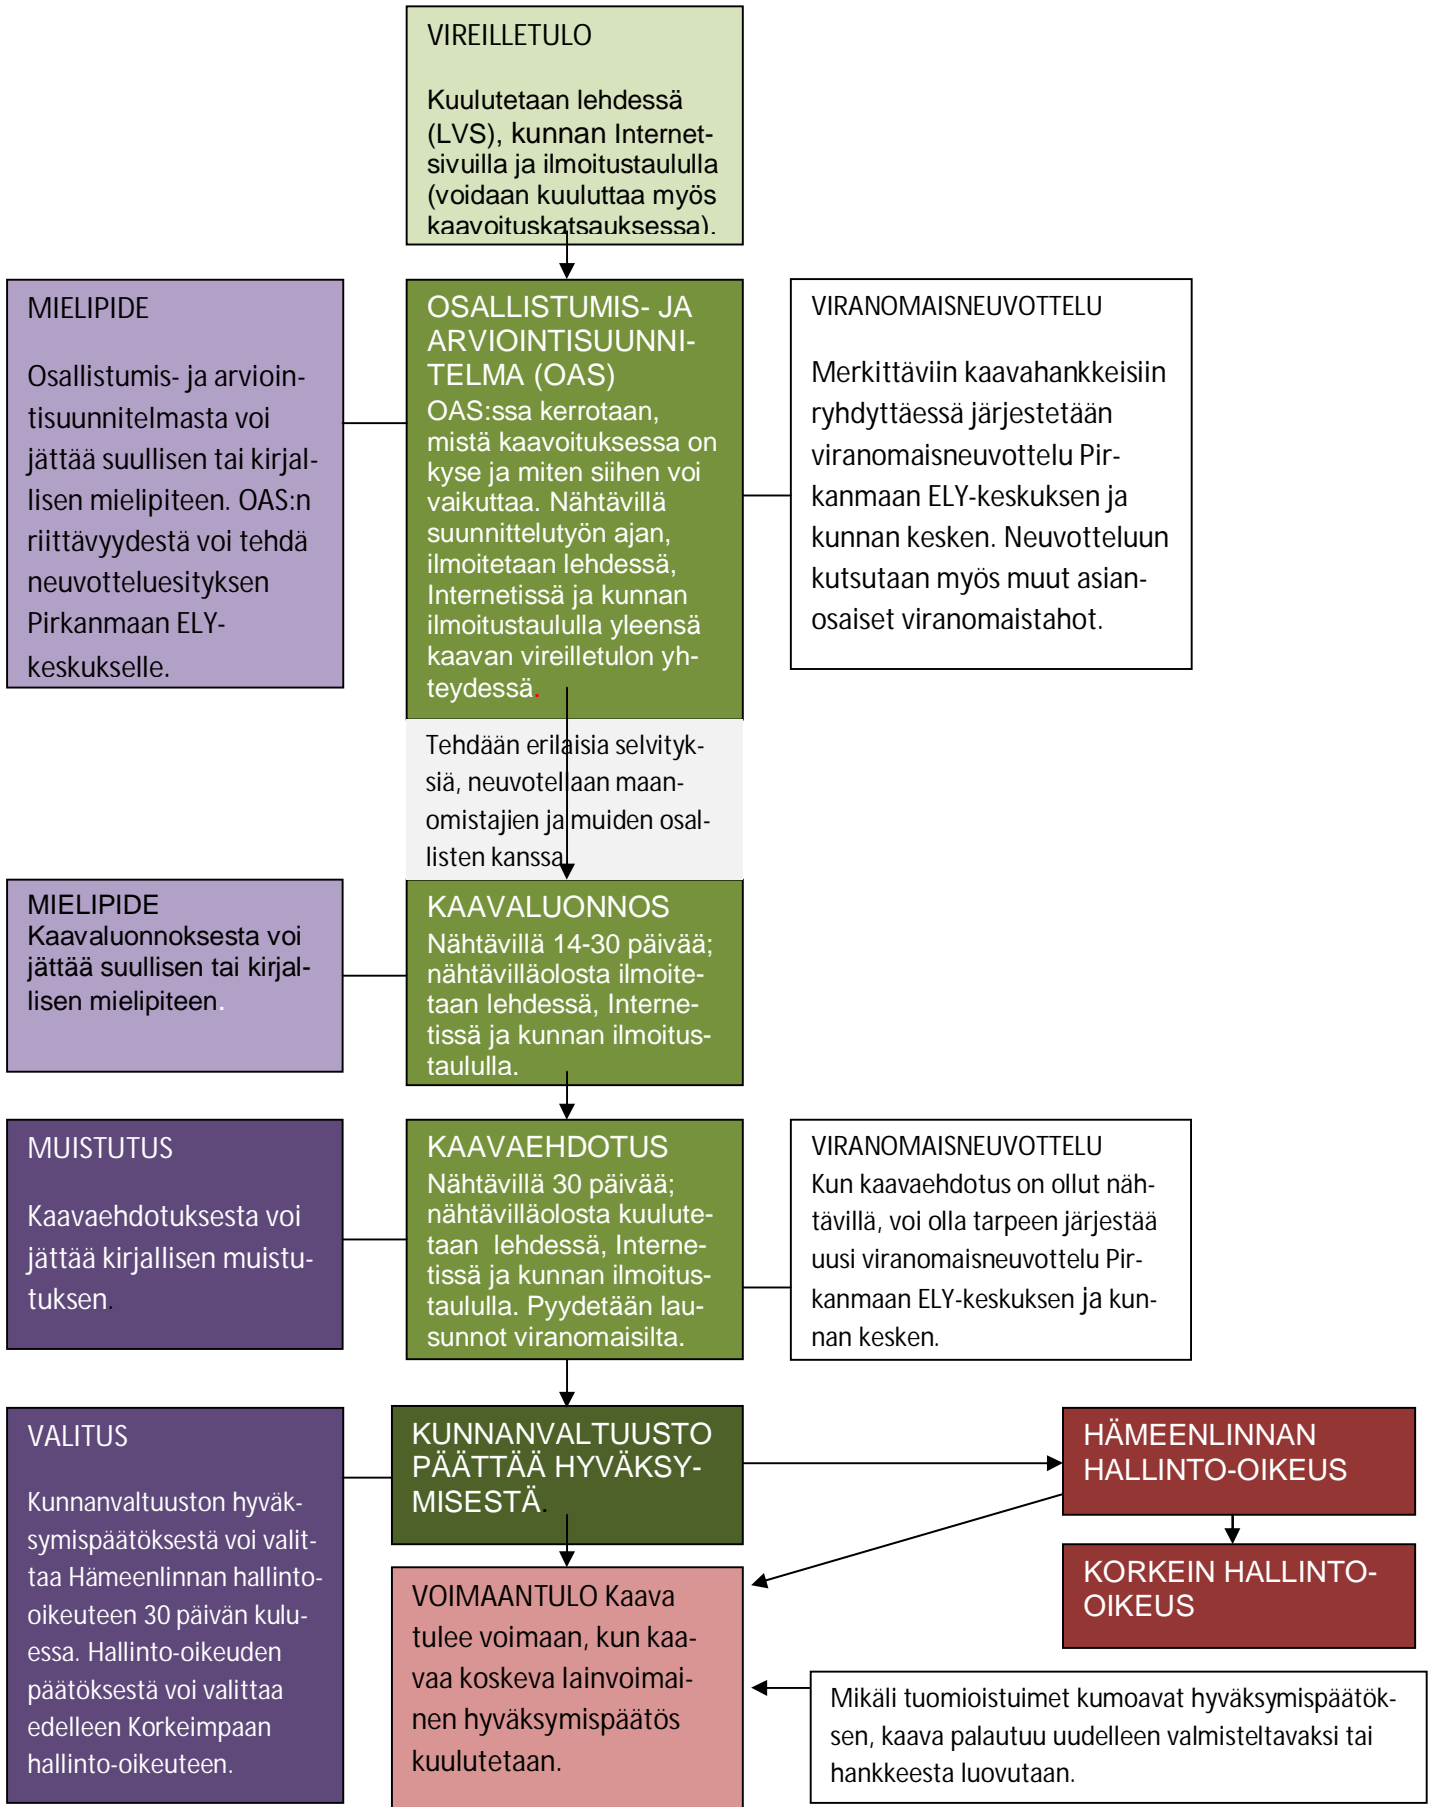 VIREILLETULO
Kuulutetaan lehdessä
(LVS), kunnan Internet-
sivuilla ja ilmoitustaululla
(voidaan kuuluttaa myös
kaavoituskatsauksessa).
MIELIPIDE
Osallistumis- ja arvioin-
tisuunnitelmasta voi
jättää suullisen tai kirjal-
lisen mielipiteen. OAS:n
riittävyydestä voi tehdä
neuvotteluesityksen
Pirkanmaan ELY-
keskukselle.
OSALLISTUMIS- JA
ARVIOINTISUUNNI-
TELMA (OAS)
OAS:ssa kerrotaan,
mistä kaavoituksessa on
kyse ja miten siihen voi
vaikuttaa. Nähtävillä
suunnittelutyön ajan,
ilmoitetaan lehdessä,
Internetissä ja kunnan
ilmoitustaululla yleensä
kaavan vireilletulon yh-
teydessä.
VIRANOMAISNEUVOTTELU
Merkittäviin kaavahankkeisiin
ryhdyttäessä järjestetään
viranomaisneuvottelu Pir-
kanmaan ELY-keskuksen ja
kunnan kesken. Neuvotteluun
kutsutaan myös muut asian-
osaiset viranomaistahot.
Tehdään erilaisia selvityk-
siä, neuvotellaan maan-
omistajien ja muiden osal-
listen kanssa
MIELIPIDE
Kaavaluonnoksesta voi
jättää suullisen tai kirjal-
lisen mielipiteen.
KAAVALUONNOS
Nähtävillä 14-30 päivää;
nähtävilläolosta ilmoite-
taan lehdessä, Interne-
tissä ja kunnan ilmoitus-
taululla.
MUISTUTUS
Kaavaehdotuksesta voi
jättää kirjallisen muistu-
tuksen.
KAAVAEHDOTUS
Nähtävillä 30 päivää;
nähtävilläolosta kuulute-
taan lehdessä, Interne-
tissä ja kunnan ilmoitus-
taululla. Pyydetään lau-
sunnot viranomaisilta.
VIRANOMAISNEUVOTTELU
Kun kaavaehdotus on ollut näh-
tävillä, voi olla tarpeen järjestää
uusi viranomaisneuvottelu Pir-
kanmaan ELY-keskuksen ja kun-
nan kesken.
VALITUS
Kunnanvaltuuston hyväk-
symispäätöksestä voi valit-
taa Hämeenlinnan hallinto-
oikeuteen 30 päivän kulu-
essa. Hallinto-oikeuden
päätöksestä voi valittaa
edelleen Korkeimpaan
hallinto-oikeuteen.
KUNNANVALTUUSTO
PÄÄTTÄÄ HYVÄKSY-
MISESTÄ.
HÄMEENLINNAN
HALLINTO-OIKEUS
KORKEIN HALLINTO-
OIKEUS
VOIMAANTULO Kaava
tulee voimaan, kun kaa-
vaa koskeva lainvoimai-
nen hyväksymispäätös
kuulutetaan.
Mikäli tuomioistuimet kumoavat hyväksymispäätök-
sen, kaava palautuu uudelleen valmisteltavaksi tai
hankkeesta luovutaan.